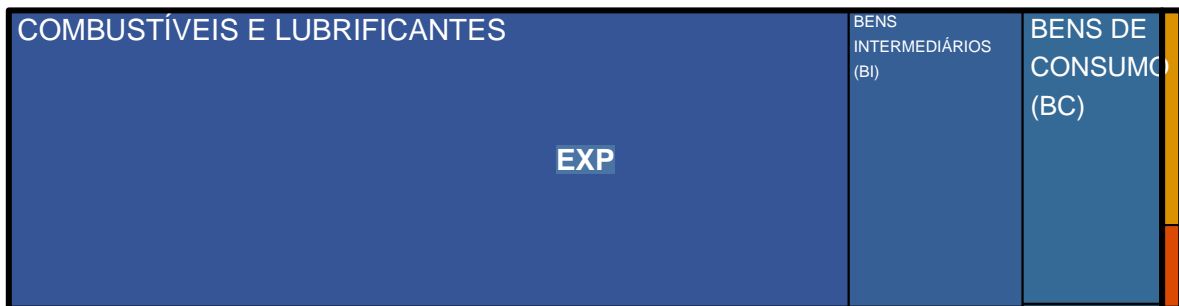 COMBUSTÍVEIS E LUBRIFICANTES
EXP
BENS
INTERMEDIÁRIOS
(BI)
BENS DE
CONSUMO
(BC)